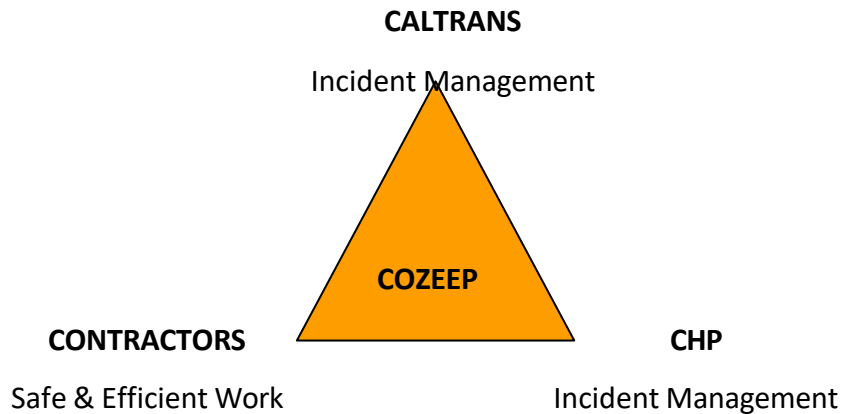 CALTRANS
Incident Management
COZEEP
CONTRACTORS
Safe & Efficient Work
CHP
Incident Management